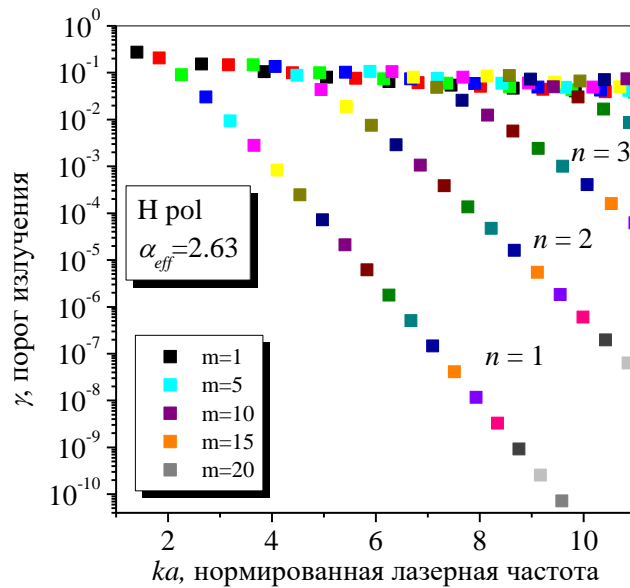 10^0
10^-1
10^-2
10^-3
10^-4
10^-5
10^-6
10^-7
10^-8
10^-9
10^-10
γ, порог излучения
H pol
α_eff=2.63
m=1
m=5
m=10
m=15
m=20
n = 3
n = 2
n = 1
2 4 6 8 10
ka, нормированная лазерная частота